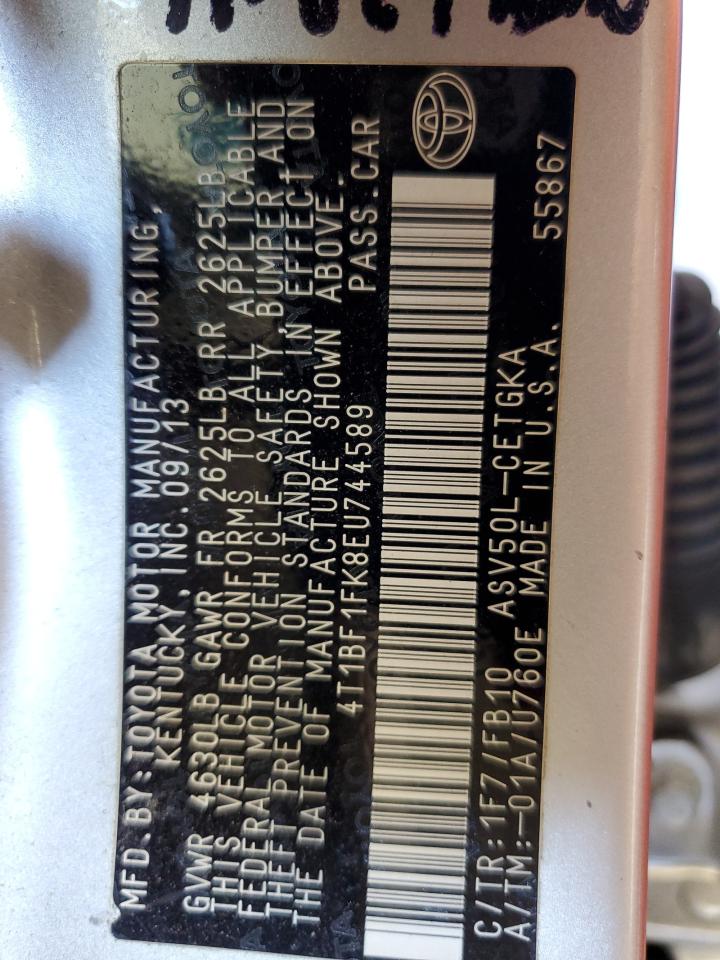 MFD.BY:TOYOTA MOTOR MANUFACTURING,
KENTUCKY, INC.09/13
GVWR 4630LB GAWR FR 2625LB RR 2625LB
THIS VEHICLE CONFORMS TO ALL APPLICABLE
FEDERAL MOTOR VEHICLE SAFETY, BUMPER AND
THEFT PREVENTION STANDARDS IN EFFECT ON
THE DATE OF MANUFACTURE SHOWN ABOVE.
4T1BF1FK8EU744589 PASS.CAR
C/TR:1F7/FB10 ASV50L-CETGKA 55867
A/TM:-01A/U760E MADE IN U.S.A.